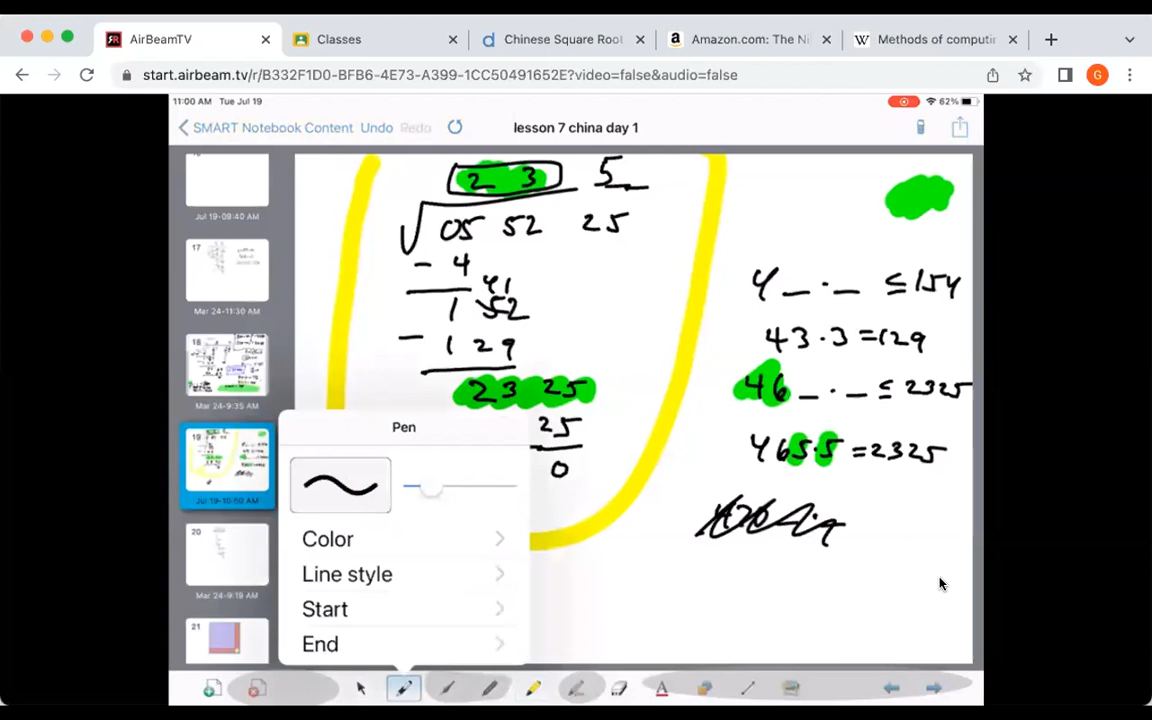 AirBeamTV
Classes
Chinese Square Root
Amazon.com: The Ni
Methods of computin
start.airbeam.tv/r/B332F1D0-BFB6-4E73-A399-1CC50491652E?video=false&audio=false
G
11:00 AM Tue Jul 19
62%
SMART Notebook Content
Undo
Redo
lesson 7 china day 1
Jul 19-09:40 AM
17
Mar 24-11:30 AM
18
Mar 24-9:35 AM
19
Jul 19-10:50 AM
20
Mar 24-9:19 AM
21
2 3 5
√05 52 25
- 4
41
1 52
- 1 29
23 25
25
0
4_ · _ ≤ 154
43 · 3 = 129
46_ · _ ≤ 2325
465 · 5 = 2325
Pen
Color
Line style
Start
End